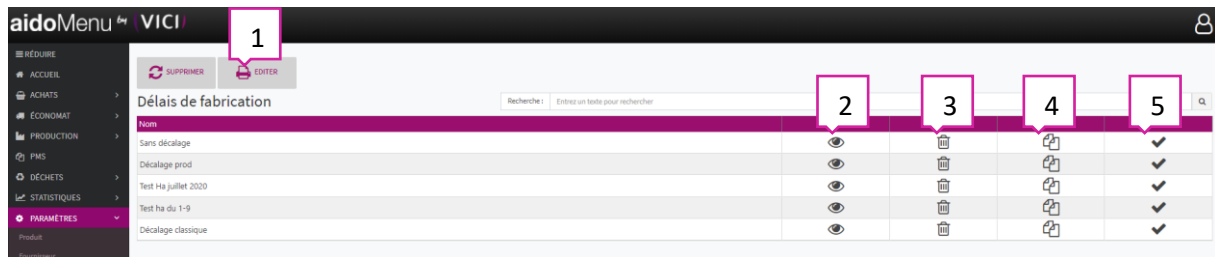 aidoMenu by (VICI)
1
RÉDUIRE
SUPPRIMER
EDITER
ACCUEIL
ACHATS
Délais de fabrication
Recherche :
Entrez un texte pour rechercher
2
3
4
5
ÉCONOMAT
Nom
PRODUCTION
Sans décalage
PMS
Décalage prod
DÉCHETS
Test Ha juillet 2020
STATISTIQUES
Test ha du 1-9
PARAMÈTRES
Décalage classique
Produit
Fournisseur